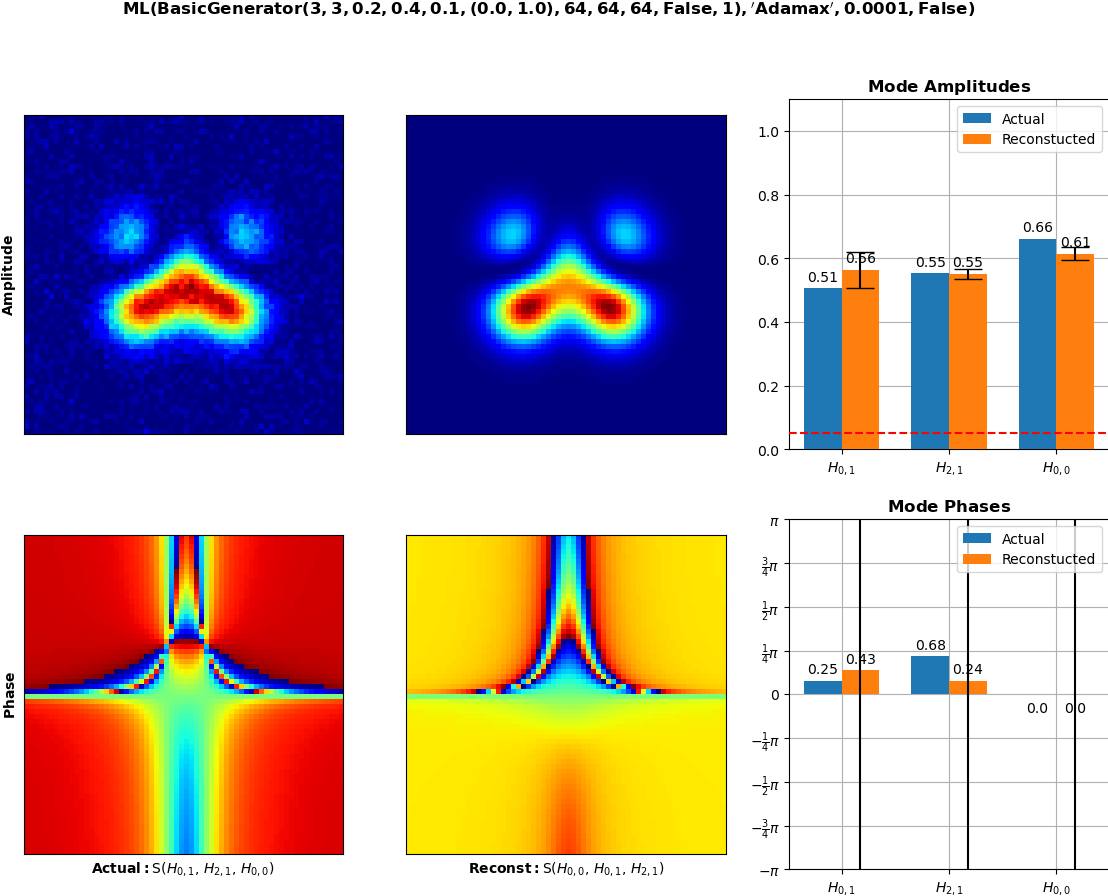 ML(BasicGenerator(3, 3, 0.2, 0.4, 0.1, (0.0, 1.0), 64, 64, 64, False, 1), ′Adamax′, 0.0001, False)
Amplitude
Mode Amplitudes
Actual
Reconstucted
1.0
0.8
0.6
0.4
0.2
0.0
0.51
0.56
0.55
0.55
0.66
0.61
H0,1
H2,1
H0,0
Phase
Actual: S(H0,1, H2,1, H0,0)
Reconst: S(H0,0, H0,1, H2,1)
Mode Phases
Actual
Reconstucted
π
3/4π
1/2π
1/4π
0
−1/4π
−1/2π
−3/4π
−π
0.25
0.43
0.68
0.24
0.0
0.0
H0,1
H2,1
H0,0